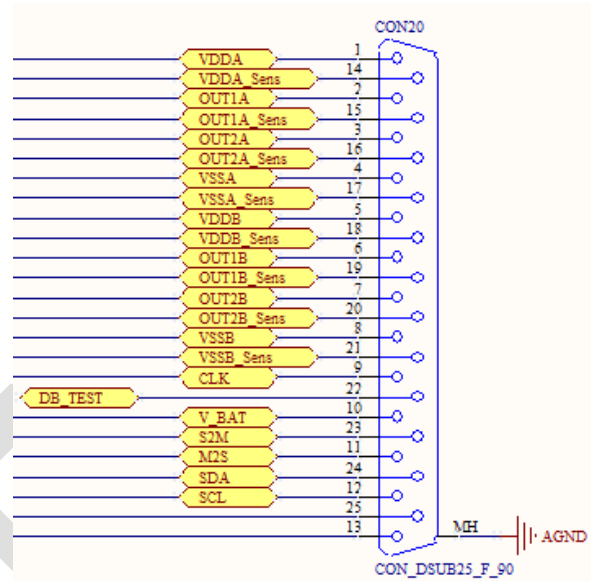 CON20
VDDA 1
VDDA_Sens 14
OUT1A 2
OUT1A_Sens 15
OUT2A 3
OUT2A_Sens 16
VSSA 4
VSSA_Sens 17
VDDB 5
VDDB_Sens 18
OUT1B 6
OUT1B_Sens 19
OUT2B 7
OUT2B_Sens 20
VSSB 8
VSSB_Sens 21
CLK 9
DB_TEST 22
V_BAT 10
S2M 23
M2S 11
SDA 24
SCL 12
25
13 MH AGND
CON_DSUB25_F_90